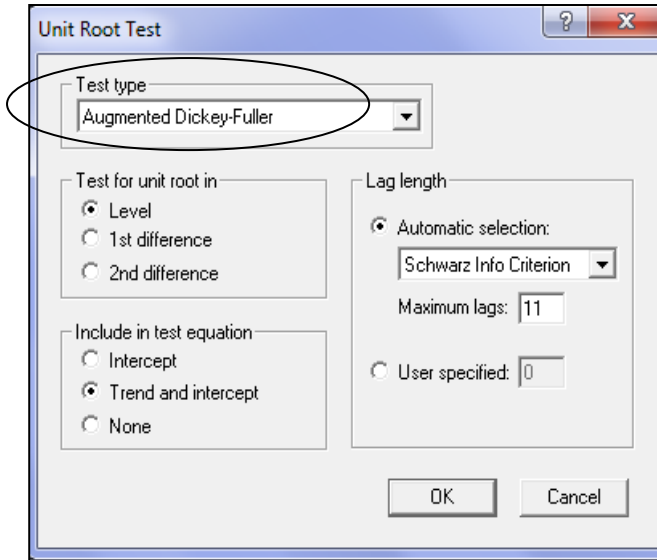 Unit Root Test
Test type
Augmented Dickey-Fuller
Test for unit root in
Level
1st difference
2nd difference
Include in test equation
Intercept
Trend and intercept
None
Lag length
Automatic selection:
Schwarz Info Criterion
Maximum lags: 11
User specified: 0
OK Cancel